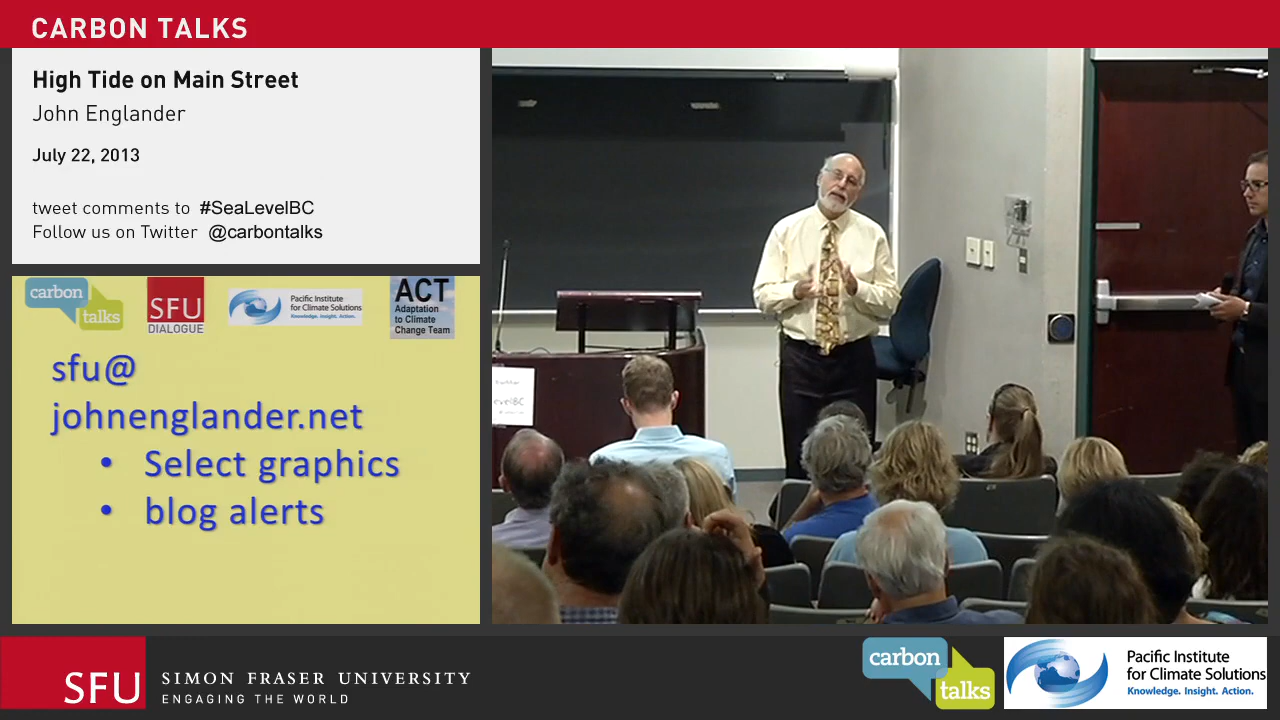 CARBON TALKS
High Tide on Main Street
John Englander
July 22, 2013
tweet comments to #SeaLevelBC
Follow us on Twitter @carbontalks
carbon
talks
SFU
DIALOGUE
Pacific Institute
for Climate Solutions
Knowledge. Insight. Action.
ACT
Adaptation
to Climate
Change Team
sfu@
johnenglander.net
• Select graphics
• blog alerts
SFU
SIMON FRASER UNIVERSITY
ENGAGING THE WORLD
carbon
talks
Pacific Institute
for Climate Solutions
Knowledge. Insight. Action.